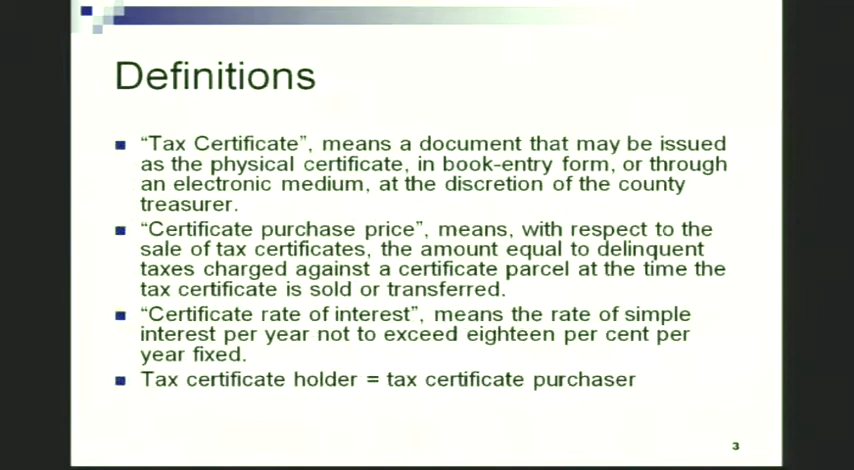 Definitions
“Tax Certificate”, means a document that may be issued
as the physical certificate, in book-entry form, or through
an electronic medium, at the discretion of the county
treasurer.
“Certificate purchase price”, means, with respect to the
sale of tax certificates, the amount equal to delinquent
taxes charged against a certificate parcel at the time the
tax certificate is sold or transferred.
“Certificate rate of interest”, means the rate of simple
interest per year not to exceed eighteen per cent per
year fixed.
Tax certificate holder = tax certificate purchaser
3